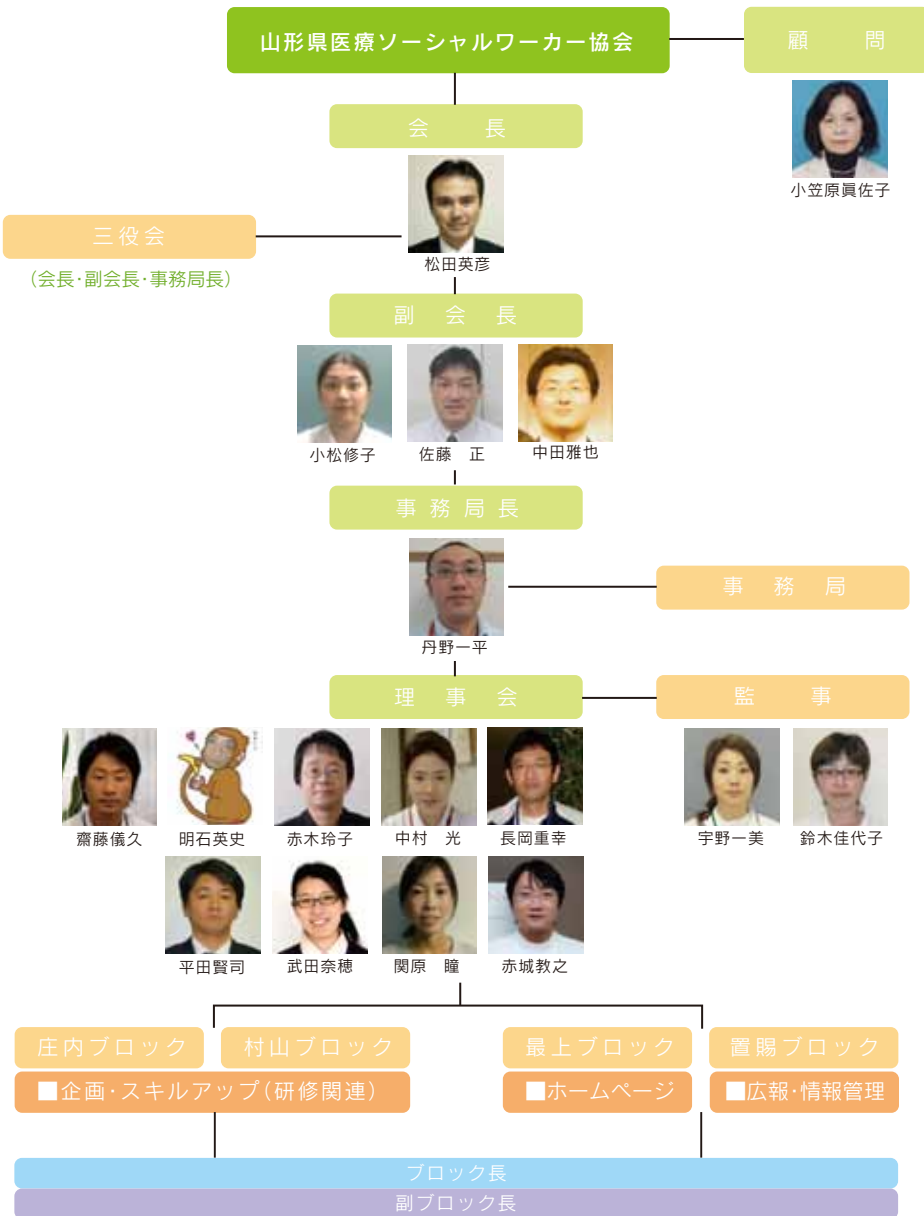 山形県医療ソーシャルワーカー協会
顧問
小笠原眞佐子
会長
松田英彦
三役会
(会長・副会長・事務局長)
副会長
小松修子 佐藤 正 中田雅也
事務局長
丹野一平
事務局
理事会
監事
齋藤儀久 明石英史 赤木玲子 中村 光 長岡重幸
宇野一美 鈴木佳代子
平田賢司 武田奈穂 関原 瞳 赤城教之
庄内ブロック 村山ブロック 最上ブロック 置賜ブロック
■企画・スキルアップ(研修関連) ■ホームページ ■広報・情報管理
ブロック長
副ブロック長